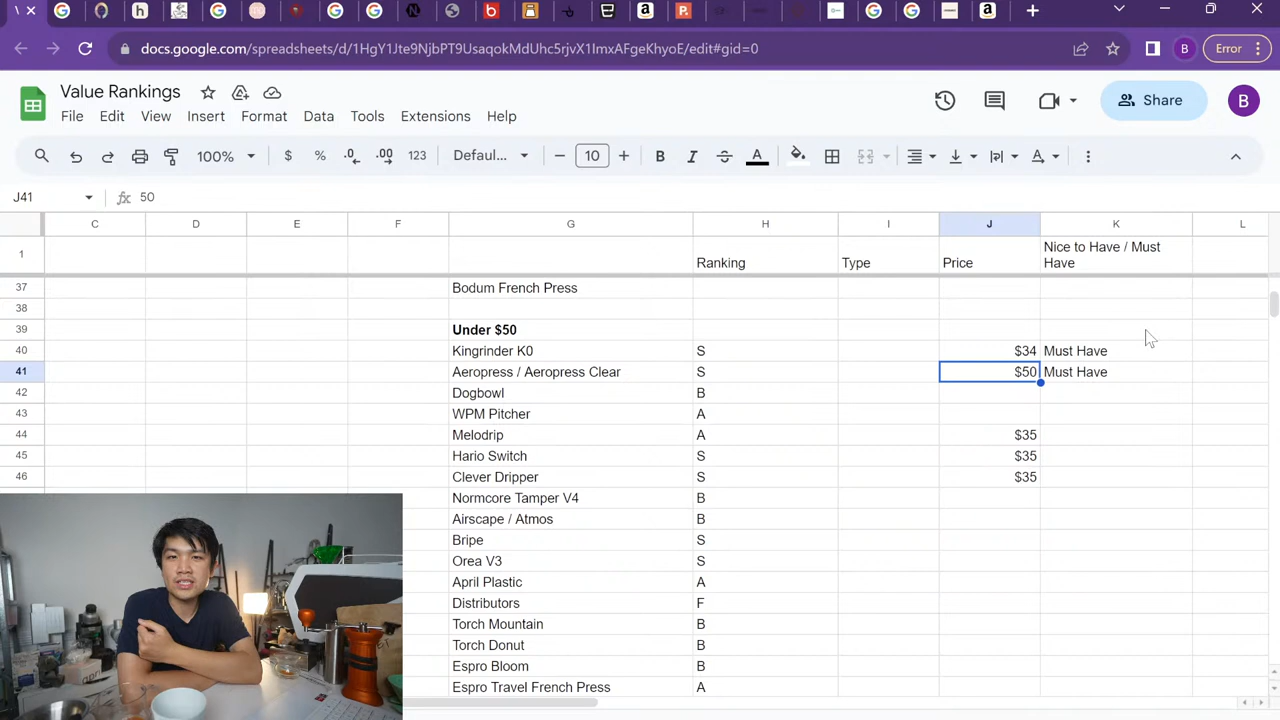 docs.google.com/spreadsheets/d/1HgY1Jte9NjbPT9UsaqokMdUhc5rjvX1ImxAFgeKhyoE/edit#gid=0
B
Error
Value Rankings
File Edit View Insert Format Data Tools Extensions Help
Share
B
100% $ % .0 .00 123 Defaul... 10 B I A A
J41 fx 50
C D E F G H I J K L
1 Ranking Type Price Nice to Have / Must
Have
37 Bodum French Press
38
39 Under $50
40 Kingrinder K0 S $34 Must Have
41 Aeropress / Aeropress Clear S $50 Must Have
42 Dogbowl B
43 WPM Pitcher A
44 Melodrip A $35
45 Hario Switch S $35
46 Clever Dripper S $35
Normcore Tamper V4 B
Airscape / Atmos B
Bripe S
Orea V3 S
April Plastic A
Distributors F
Torch Mountain B
Torch Donut B
Espro Bloom B
Espro Travel French Press A